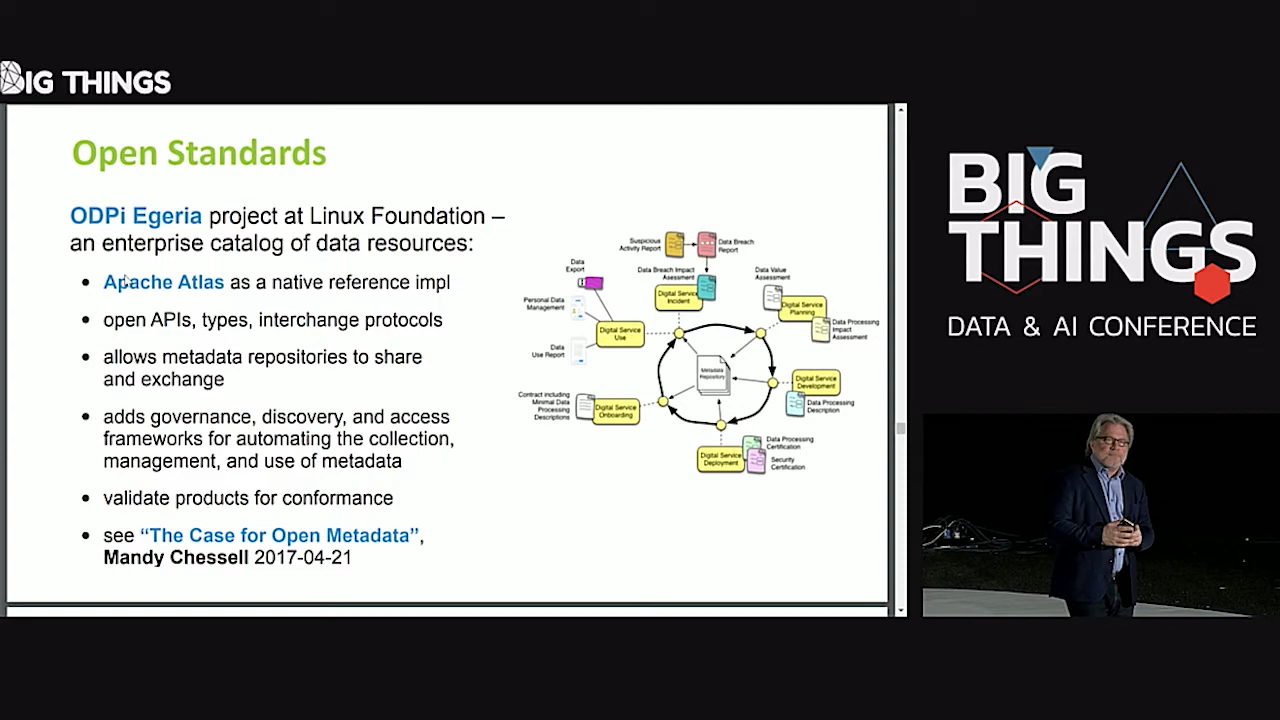 BIG THINGS
Open Standards
ODPi Egeria project at Linux Foundation –
an enterprise catalog of data resources:
• Apache Atlas as a native reference impl
• open APIs, types, interchange protocols
• allows metadata repositories to share
and exchange
• adds governance, discovery, and access
frameworks for automating the collection,
management, and use of metadata
• validate products for conformance
• see “The Case for Open Metadata”,
Mandy Chessell 2017-04-21
Suspicious
Activity Report
Data Breach
Report
Data
Export
Data Breach Impact
Assessment
Data Value
Assessment
Personal Data
Management
Digital Service
Incident
Digital Service
Planning
Digital Service
Use
Data Processing
Impact
Assessment
Data
Use Report
Metadata
Repository
Digital Service
Development
Contract including
Minimal Data
Processing
Descriptions
Digital Service
Onboarding
Data Processing
Description
Data Processing
Certification
Digital Service
Deployment
Security
Certification
BIG
THINGS
DATA & AI CONFERENCE